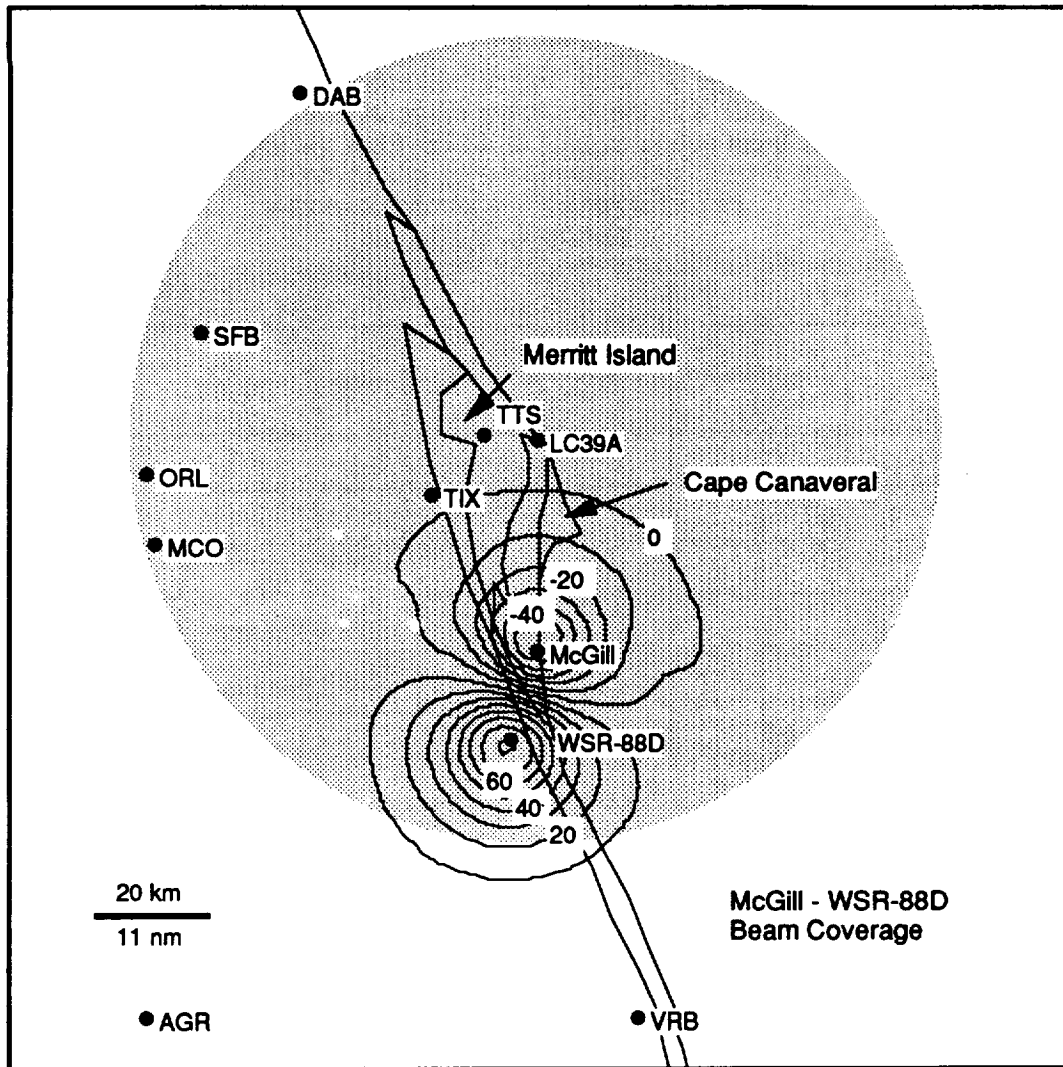 DAB
SFB
Merritt Island
TTS
LC39A
ORL
Cape Canaveral
TIX
0
MCO
-20
-40
McGill
WSR-88D
60
40
20
20 km
11 nm
McGill - WSR-88D
Beam Coverage
AGR
VRB